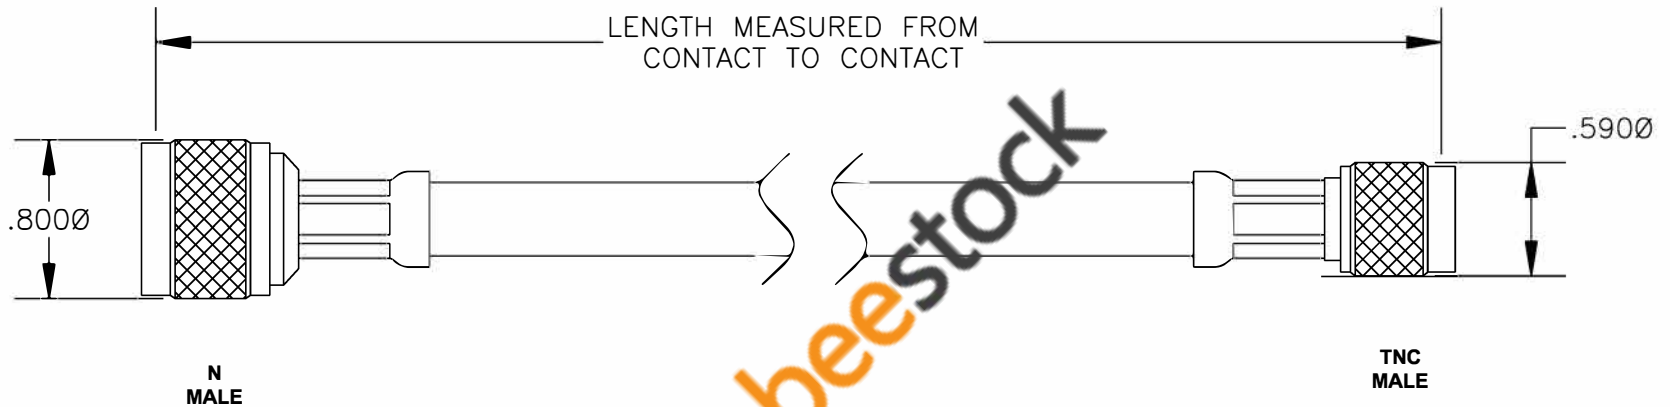 LENGTH MEASURED FROM
CONTACT TO CONTACT
.590Ø
.800Ø
beestock
N
MALE
TNC
MALE